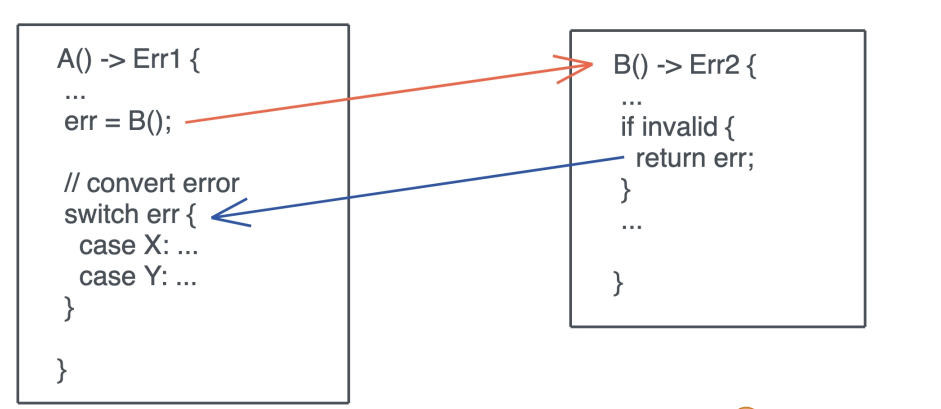 A() -> Err1 {
...
err = B();
// convert error
switch err {
case X: ...
case Y: ...
}
}
B() -> Err2 {
...
if invalid {
return err;
}
...
}